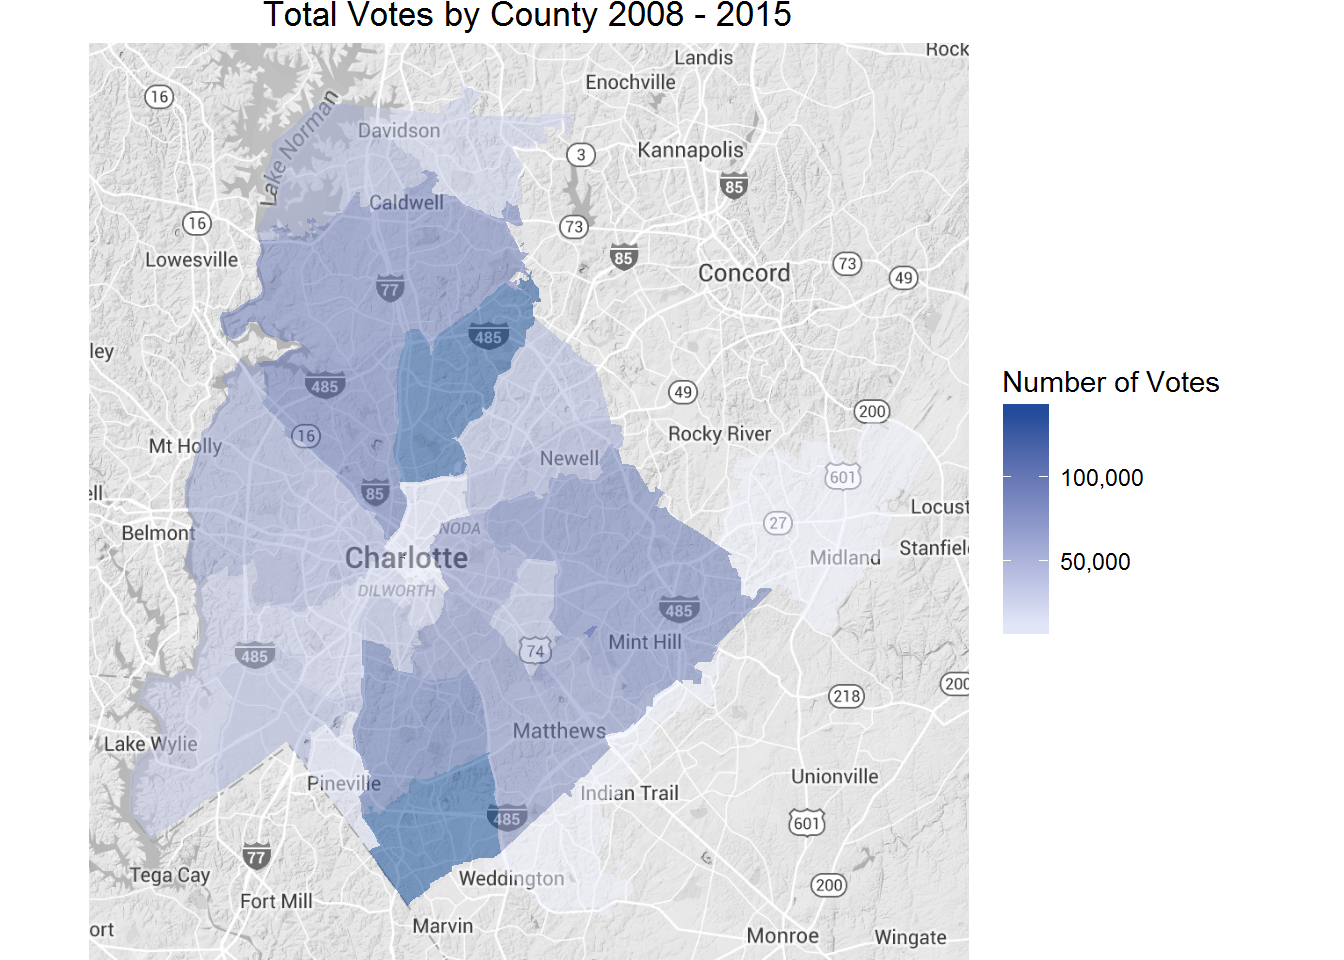 Total Votes by County 2008 - 2015
Rock
Landis
Enochville
16
Lake Norman
Davidson
Kannapolis
3
85
Caldwell
16
73
Lowesville
85
Concord
73
49
77
485
ley
485
49
200
16
Rocky River
Mt Holly
Newell
601
ell
85
Locust
27
NODA
Belmont
Charlotte
Midland
Stanfiel
DILWORTH
485
Mint Hill
74
485
200
218
Matthews
Lake Wylie
Pineville
Unionville
Indian Trail
485
601
77
Tega Cay
Weddington
200
Fort Mill
Marvin
ort
Monroe
Wingate
Number of Votes
100,000
50,000